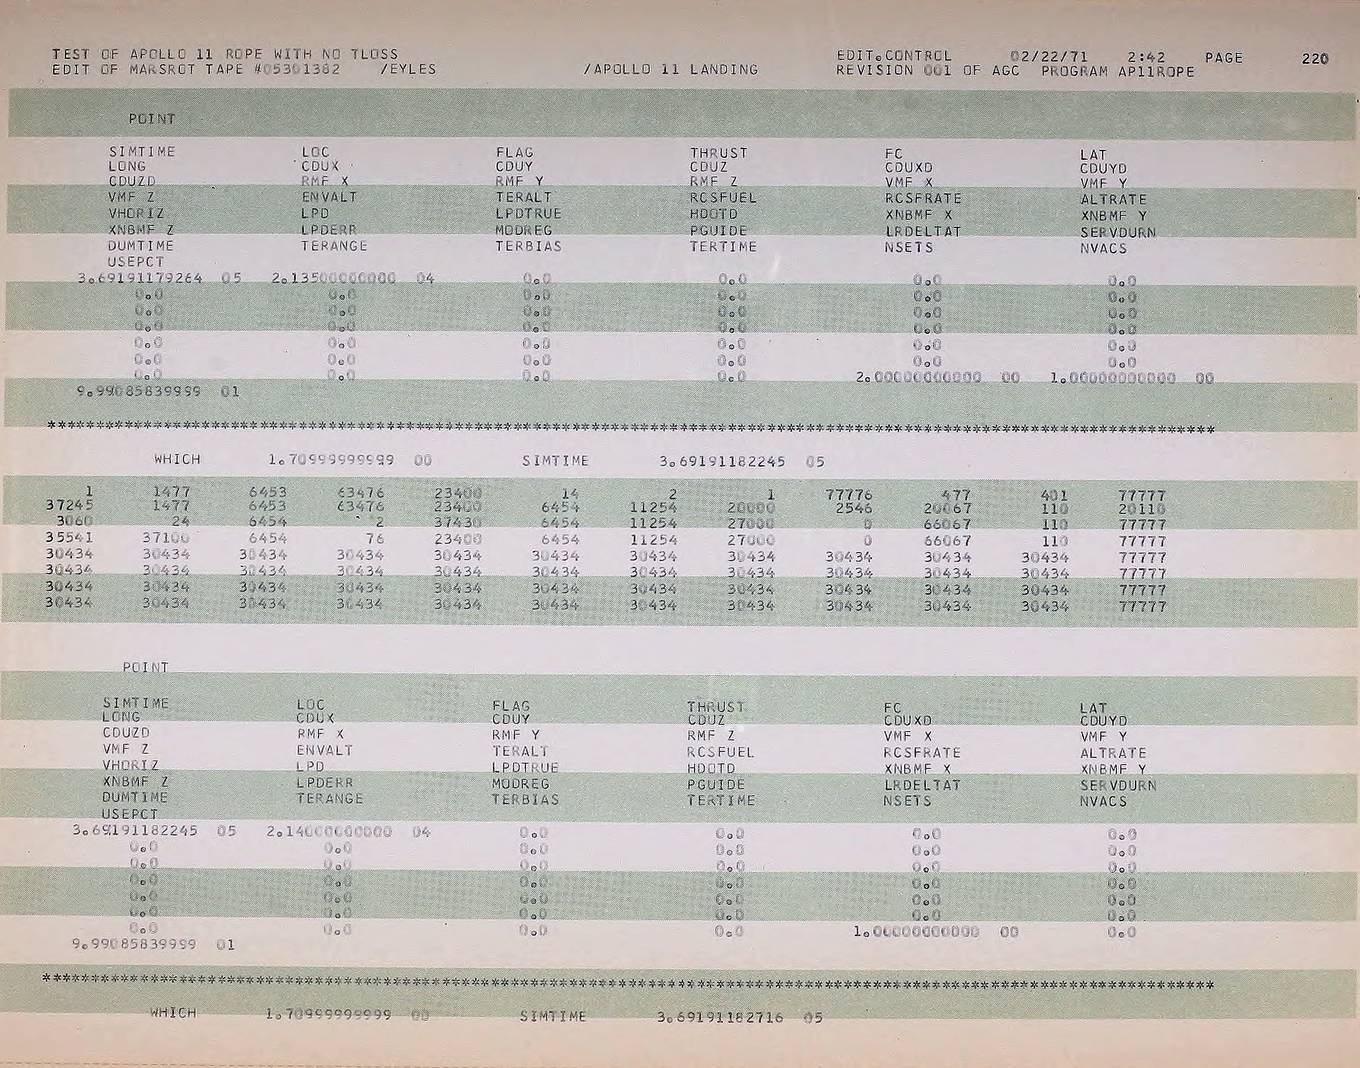 TEST OF APOLLO 11 ROPE WITH NO TLOSS EDIT.CONTROL 02/22/71 2:42 PAGE 220
EDIT OF MARSROT TAPE #05301382 /EYLES /APOLLO 11 LANDING REVISION 001 OF AGC PROGRAM AP11ROPE
POINT
SIMTIME LOC FLAG THRUST FC LAT
LONG CDUX CDUY CDUZ CDUXD CDUYD
CDUZD RMF X RMF Y RMF Z VMF X VMF Y
VMF Z ENVALT TERALT RCSFUEL RCSFRATE ALTRATE
VHORIZ LPD LPDTRUE HDOTD XNBMF X XNBMF Y
XNBMF Z LPDERR MODREG PGUIDE LRDELTAT SERVDURN
DUMTIME TERANGE TERBIAS TERTIME NSETS NVACS
USEPCT
3.69191179264 05 2.13500000000 04 0.0 0.0 0.0 0.0
0.0 0.0 0.0 0.0 0.0 0.0
0.0 0.0 0.0 0.0 0.0 0.0
0.0 0.0 0.0 0.0 0.0 0.0
0.0 0.0 0.0 0.0 0.0 0.0
0.0 0.0 0.0 0.0 0.0 0.0
0.0 0.0 0.0 0.0 2.00000000000 00 1.00000000000 00
9.99085839999 01
************************************************************************************************************************
WHICH 1.70999999999 00 SIMTIME 3.69191182245 05
1 1477 6453 63476 23400 14 2 1 77776 477 401 77777
37245 1477 6453 63476 23400 6454 11254 20000 2546 20067 110 20110
3060 24 6454 2 37430 6454 11254 27000 0 66067 110 77777
35541 37100 6454 76 23400 6454 11254 27000 0 66067 110 77777
30434 30434 30434 30434 30434 30434 30434 30434 30434 30434 30434 77777
30434 30434 30434 30434 30434 30434 30434 30434 30434 30434 30434 77777
30434 30434 30434 30434 30434 30434 30434 30434 30434 30434 30434 77777
30434 30434 30434 30434 30434 30434 30434 30434 30434 30434 30434 77777
POINT
SIMTIME LOC FLAG THRUST FC LAT
LONG CDUX CDUY CDUZ CDUXD CDUYD
CDUZD RMF X RMF Y RMF Z VMF X VMF Y
VMF Z ENVALT TERALT RCSFUEL RCSFRATE ALTRATE
VHORIZ LPD LPDTRUE HDOTD XNBMF X XNBMF Y
XNBMF Z LPDERR MODREG PGUIDE LRDELTAT SERVDURN
DUMTIME TERANGE TERBIAS TERTIME NSETS NVACS
USEPCT
3.69191182245 05 2.14000000000 04 0.0 0.0 0.0 0.0
0.0 0.0 0.0 0.0 0.0 0.0
0.0 0.0 0.0 0.0 0.0 0.0
0.0 0.0 0.0 0.0 0.0 0.0
0.0 0.0 0.0 0.0 0.0 0.0
0.0 0.0 0.0 0.0 0.0 0.0
0.0 0.0 0.0 0.0 1.00000000000 00 0.0
9.99085839999 01
************************************************************************************************************************
WHICH 1.70999999999 00 SIMTIME 3.69191182716 05